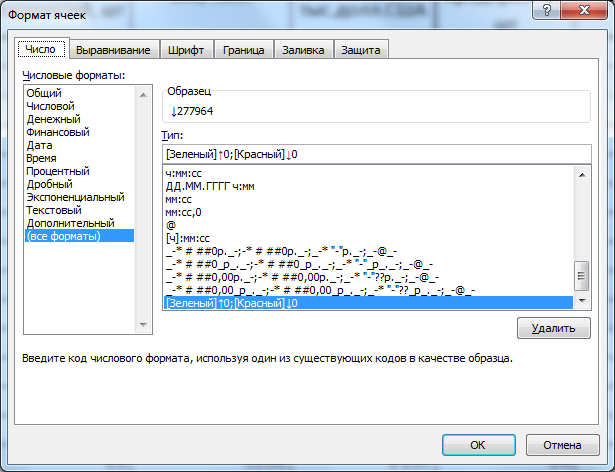 Формат ячеек
Число
Выравнивание
Шрифт
Граница
Заливка
Защита
Числовые форматы:
Общий
Числовой
Денежный
Финансовый
Дата
Время
Процентный
Дробный
Экспоненциальный
Текстовый
Дополнительный
(все форматы)
Образец
↓277964
Тип:
[Зеленый]↑0;[Красный]↓0
ч:мм:сс
ДД.ММ.ГГГГ ч:мм
мм:сс
мм:сс,0
@
[ч]:мм:сс
_-* # ##0р._-;-* # ##0р._-;_-* "-"р._-;_-@_-
_-* # ##0_р_._-;-* # ##0_р_._-;_-* "-"_р_._-;_-@_-
_-* # ##0,00р._-;-* # ##0,00р._-;_-* "-"??р._-;_-@_-
_-* # ##0,00_р_._-;-* # ##0,00_р_._-;_-* "-"??_р_._-;_-@_-
[Зеленый]↑0;[Красный]↓0
Удалить
Введите код числового формата, используя один из существующих кодов в качестве образца.
ОК
Отмена